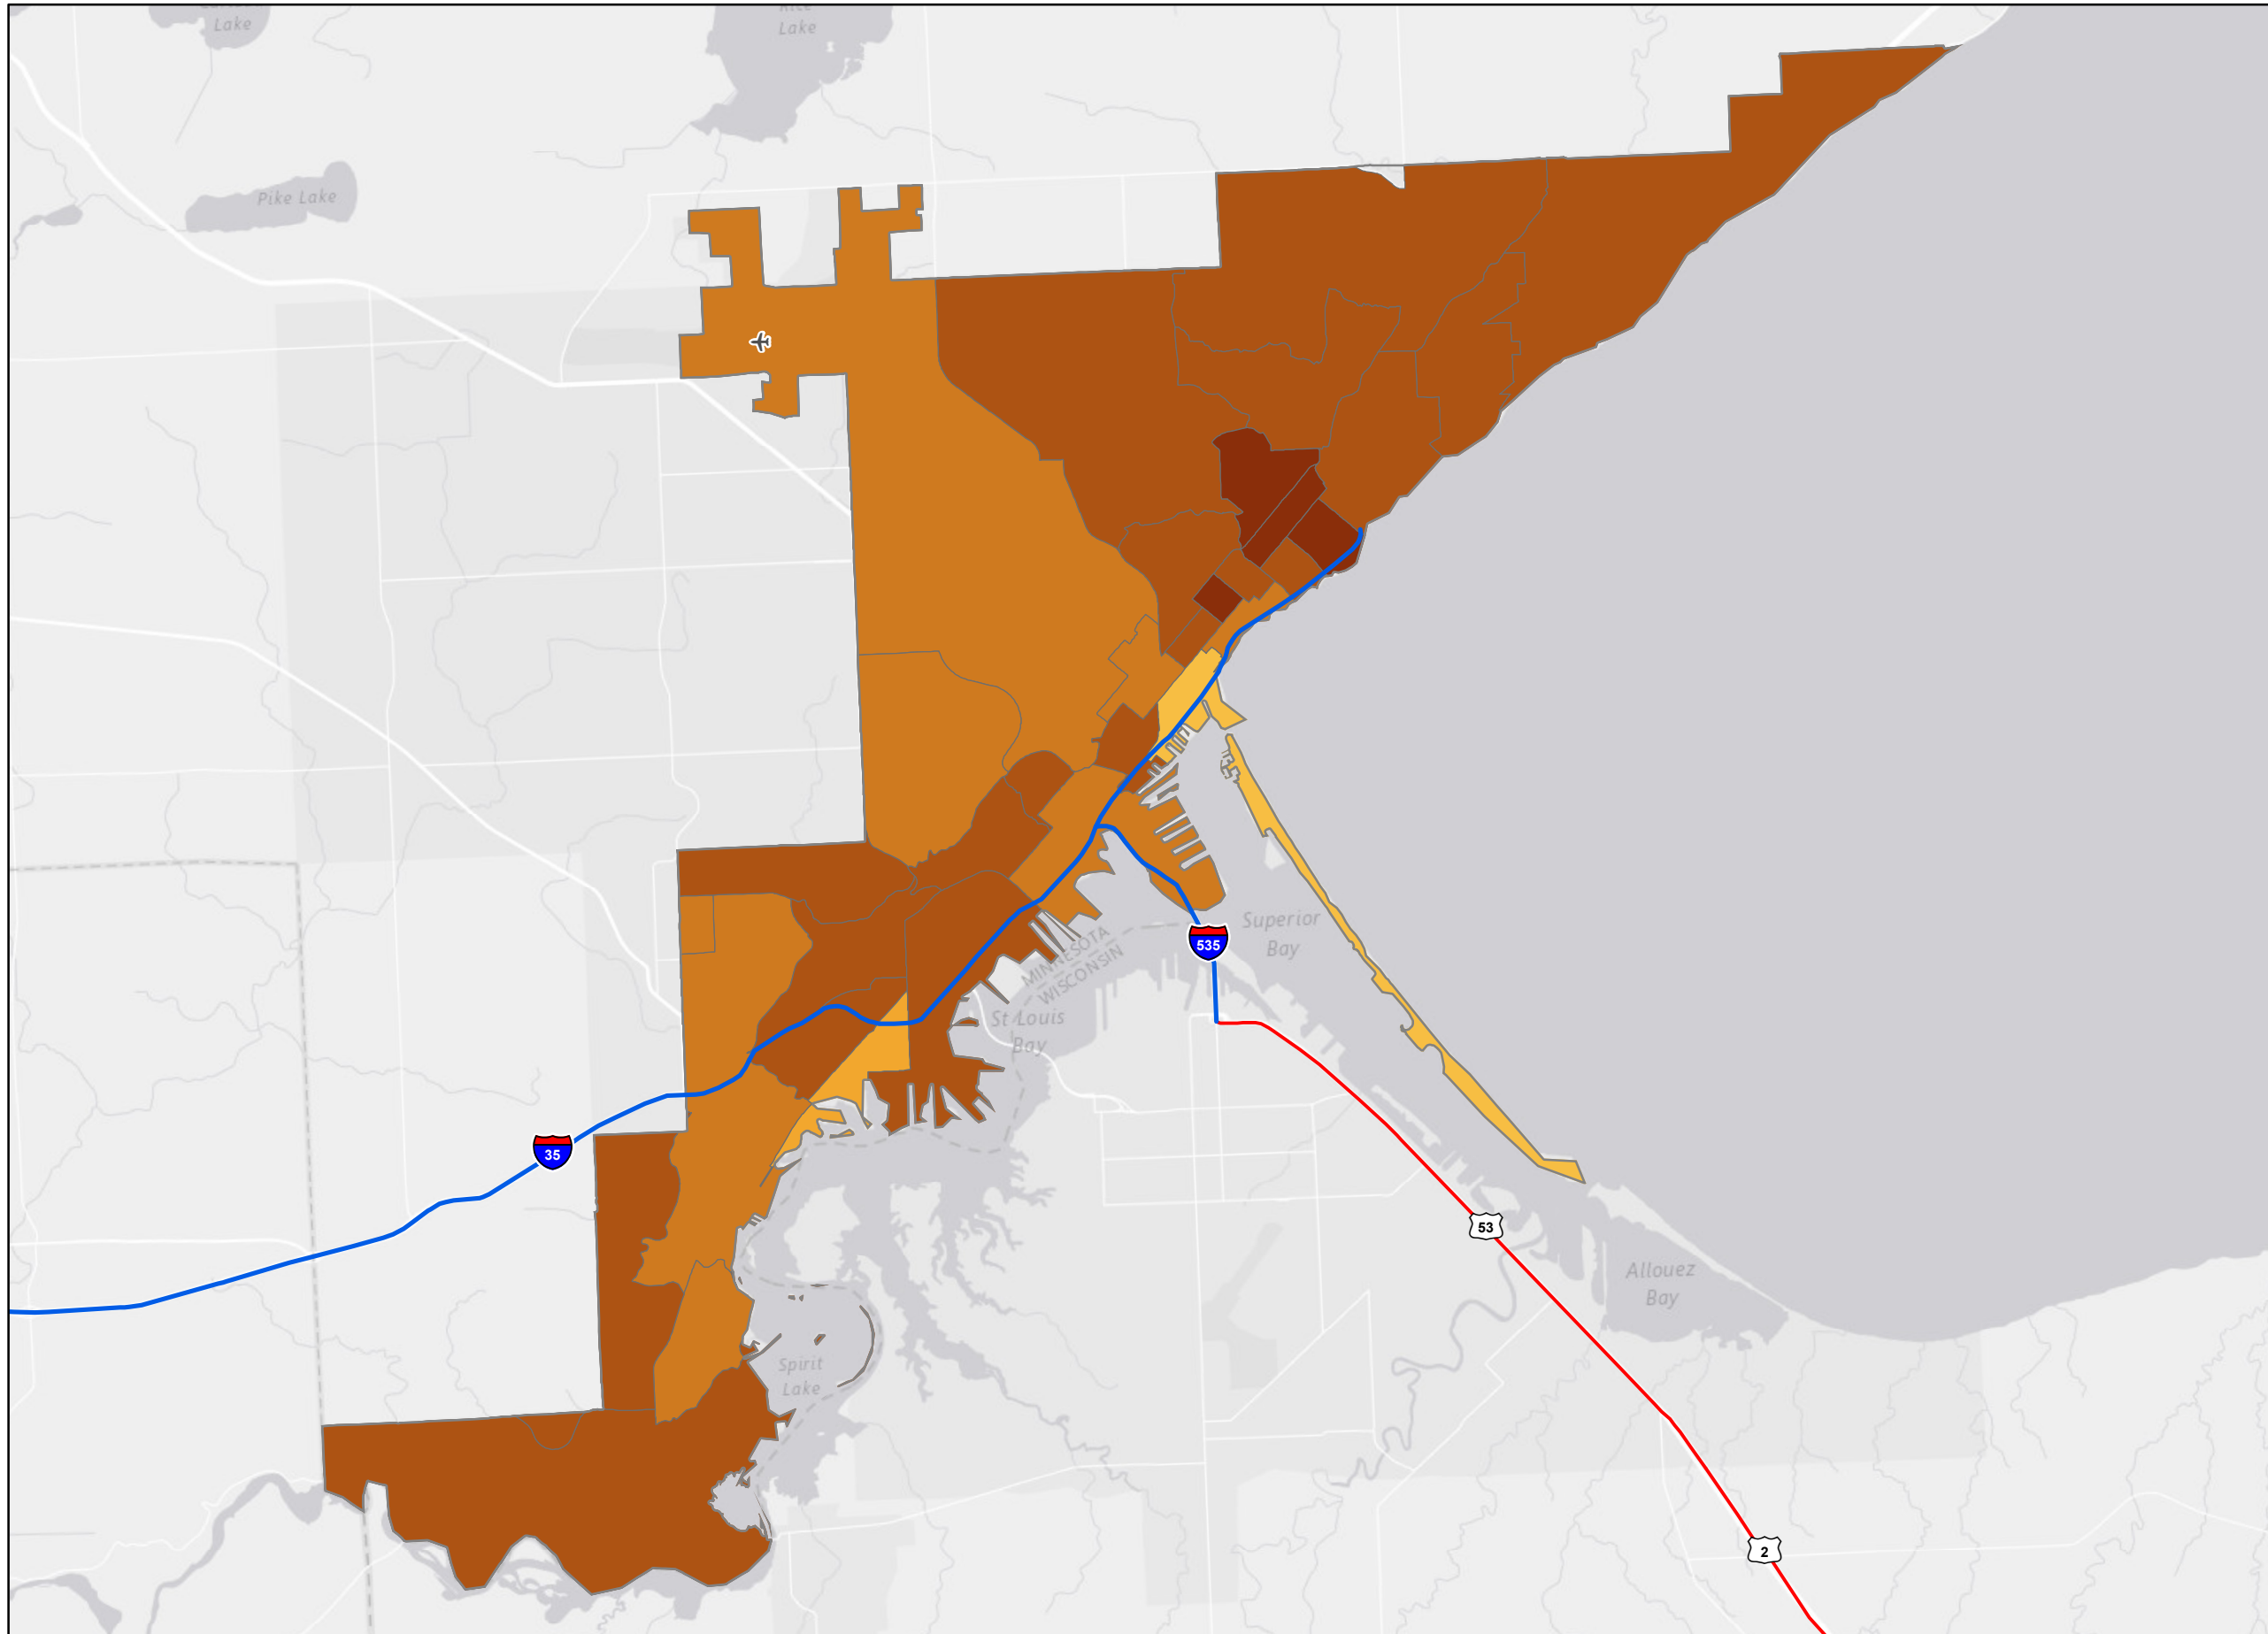 Lake
Rice
Lake
Pike Lake
MINNESOTA
WISCONSIN
535
Superior
Bay
St Louis
Bay
35
53
Spirit
Lake
Allouez
Bay
2